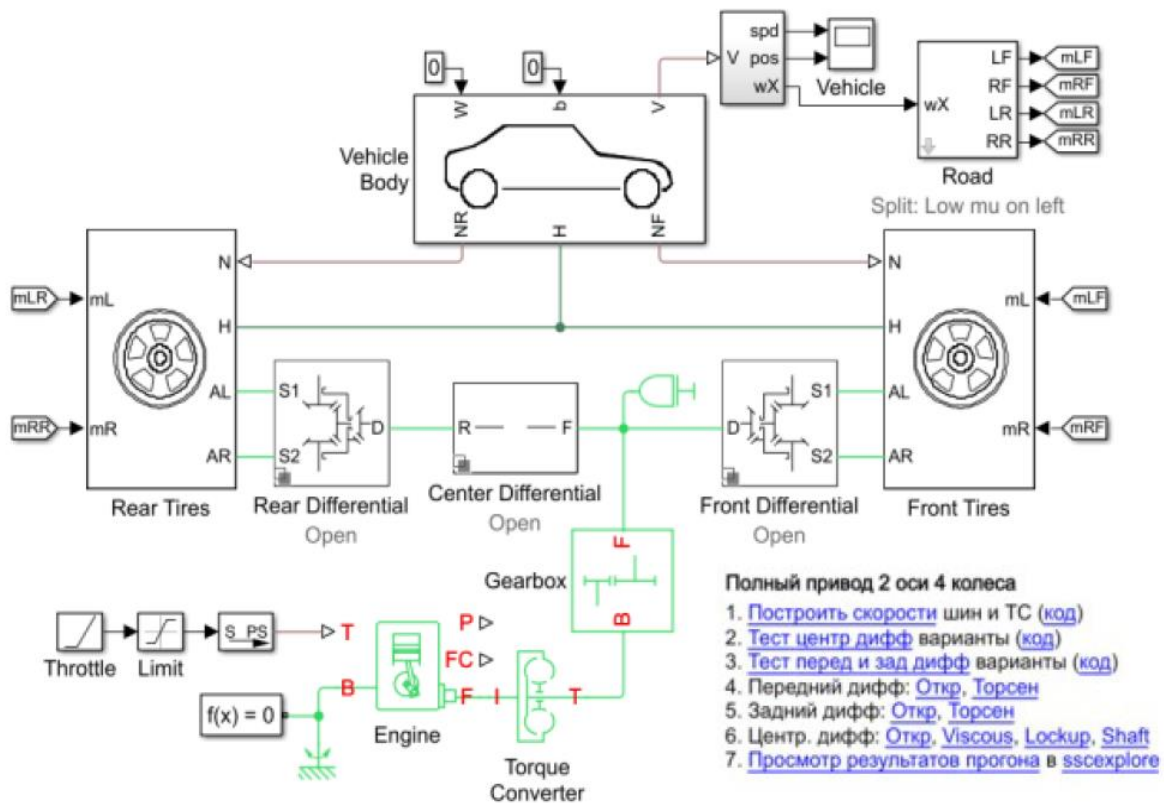 spd
V pos
wX
Vehicle
0
0
W
b
V
Vehicle
Body
NR
H
NF
wX
LF
RF
LR
RR
mLF
mRF
mLR
mRR
Road
Split: Low mu on left
N
mLR
mL
H
AL
mRR
mR
AR
Rear Tires
S1
D
S2
Rear Differential
Open
R
F
Center Differential
Open
D
S1
S2
Front Differential
Open
N
mL
mLF
H
AL
mR
mRF
AR
Front Tires
F
Gearbox
B
Throttle
Limit
S PS
T
P
FC
B
F
I
T
f(x) = 0
Engine
Torque
Converter
Полный привод 2 оси 4 колеса
1. Построить скорости шин и ТС (код)
2. Тест центр дифф варианты (код)
3. Тест перед и зад дифф варианты (код)
4. Передний дифф: Откр, Торсен
5. Задний дифф: Откр, Торсен
6. Центр. дифф: Откр, Viscous, Lockup, Shaft
7. Просмотр результатов прогона в sscexplore